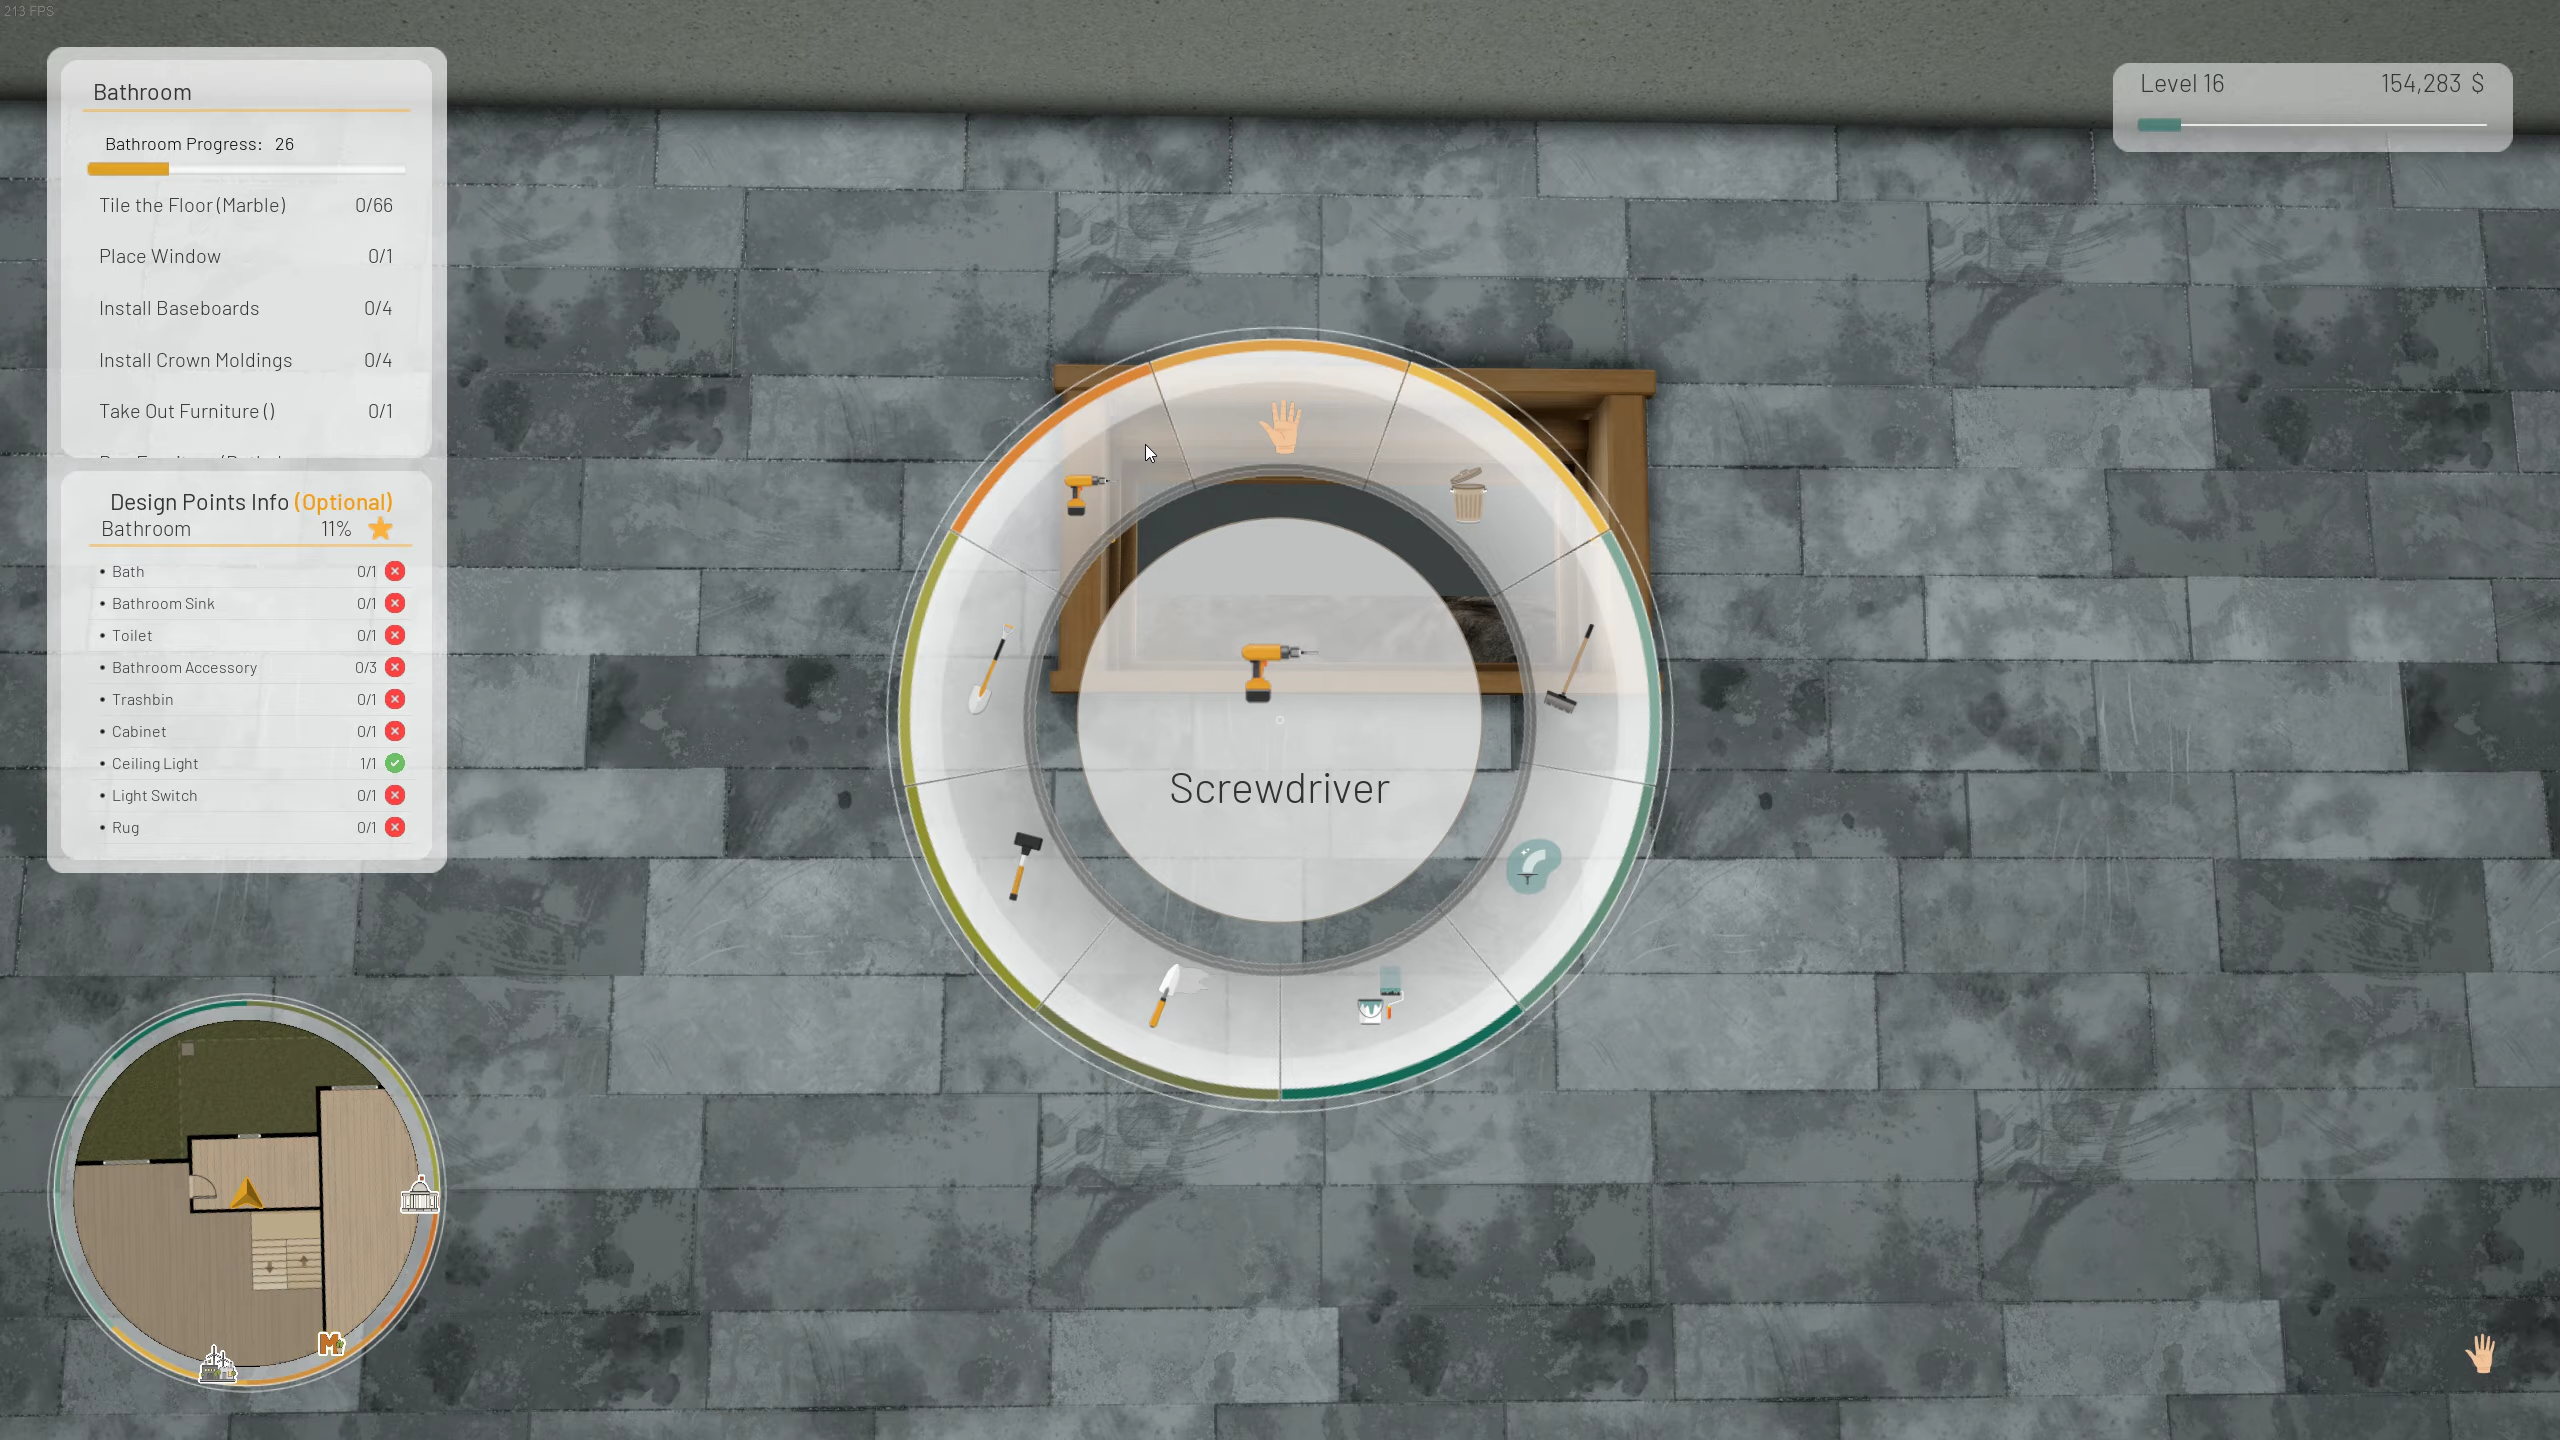 213 FPS
Bathroom
Bathroom Progress: 26
Tile the Floor (Marble) 0/66
Place Window 0/1
Install Baseboards 0/4
Install Crown Moldings 0/4
Take Out Furniture () 0/1
Design Points Info (Optional)
Bathroom 11%
• Bath 0/1
• Bathroom Sink 0/1
• Toilet 0/1
• Bathroom Accessory 0/3
• Trashbin 0/1
• Cabinet 0/1
• Ceiling Light 1/1
• Light Switch 0/1
• Rug 0/1
Level 16 154,283 $
Screwdriver
M